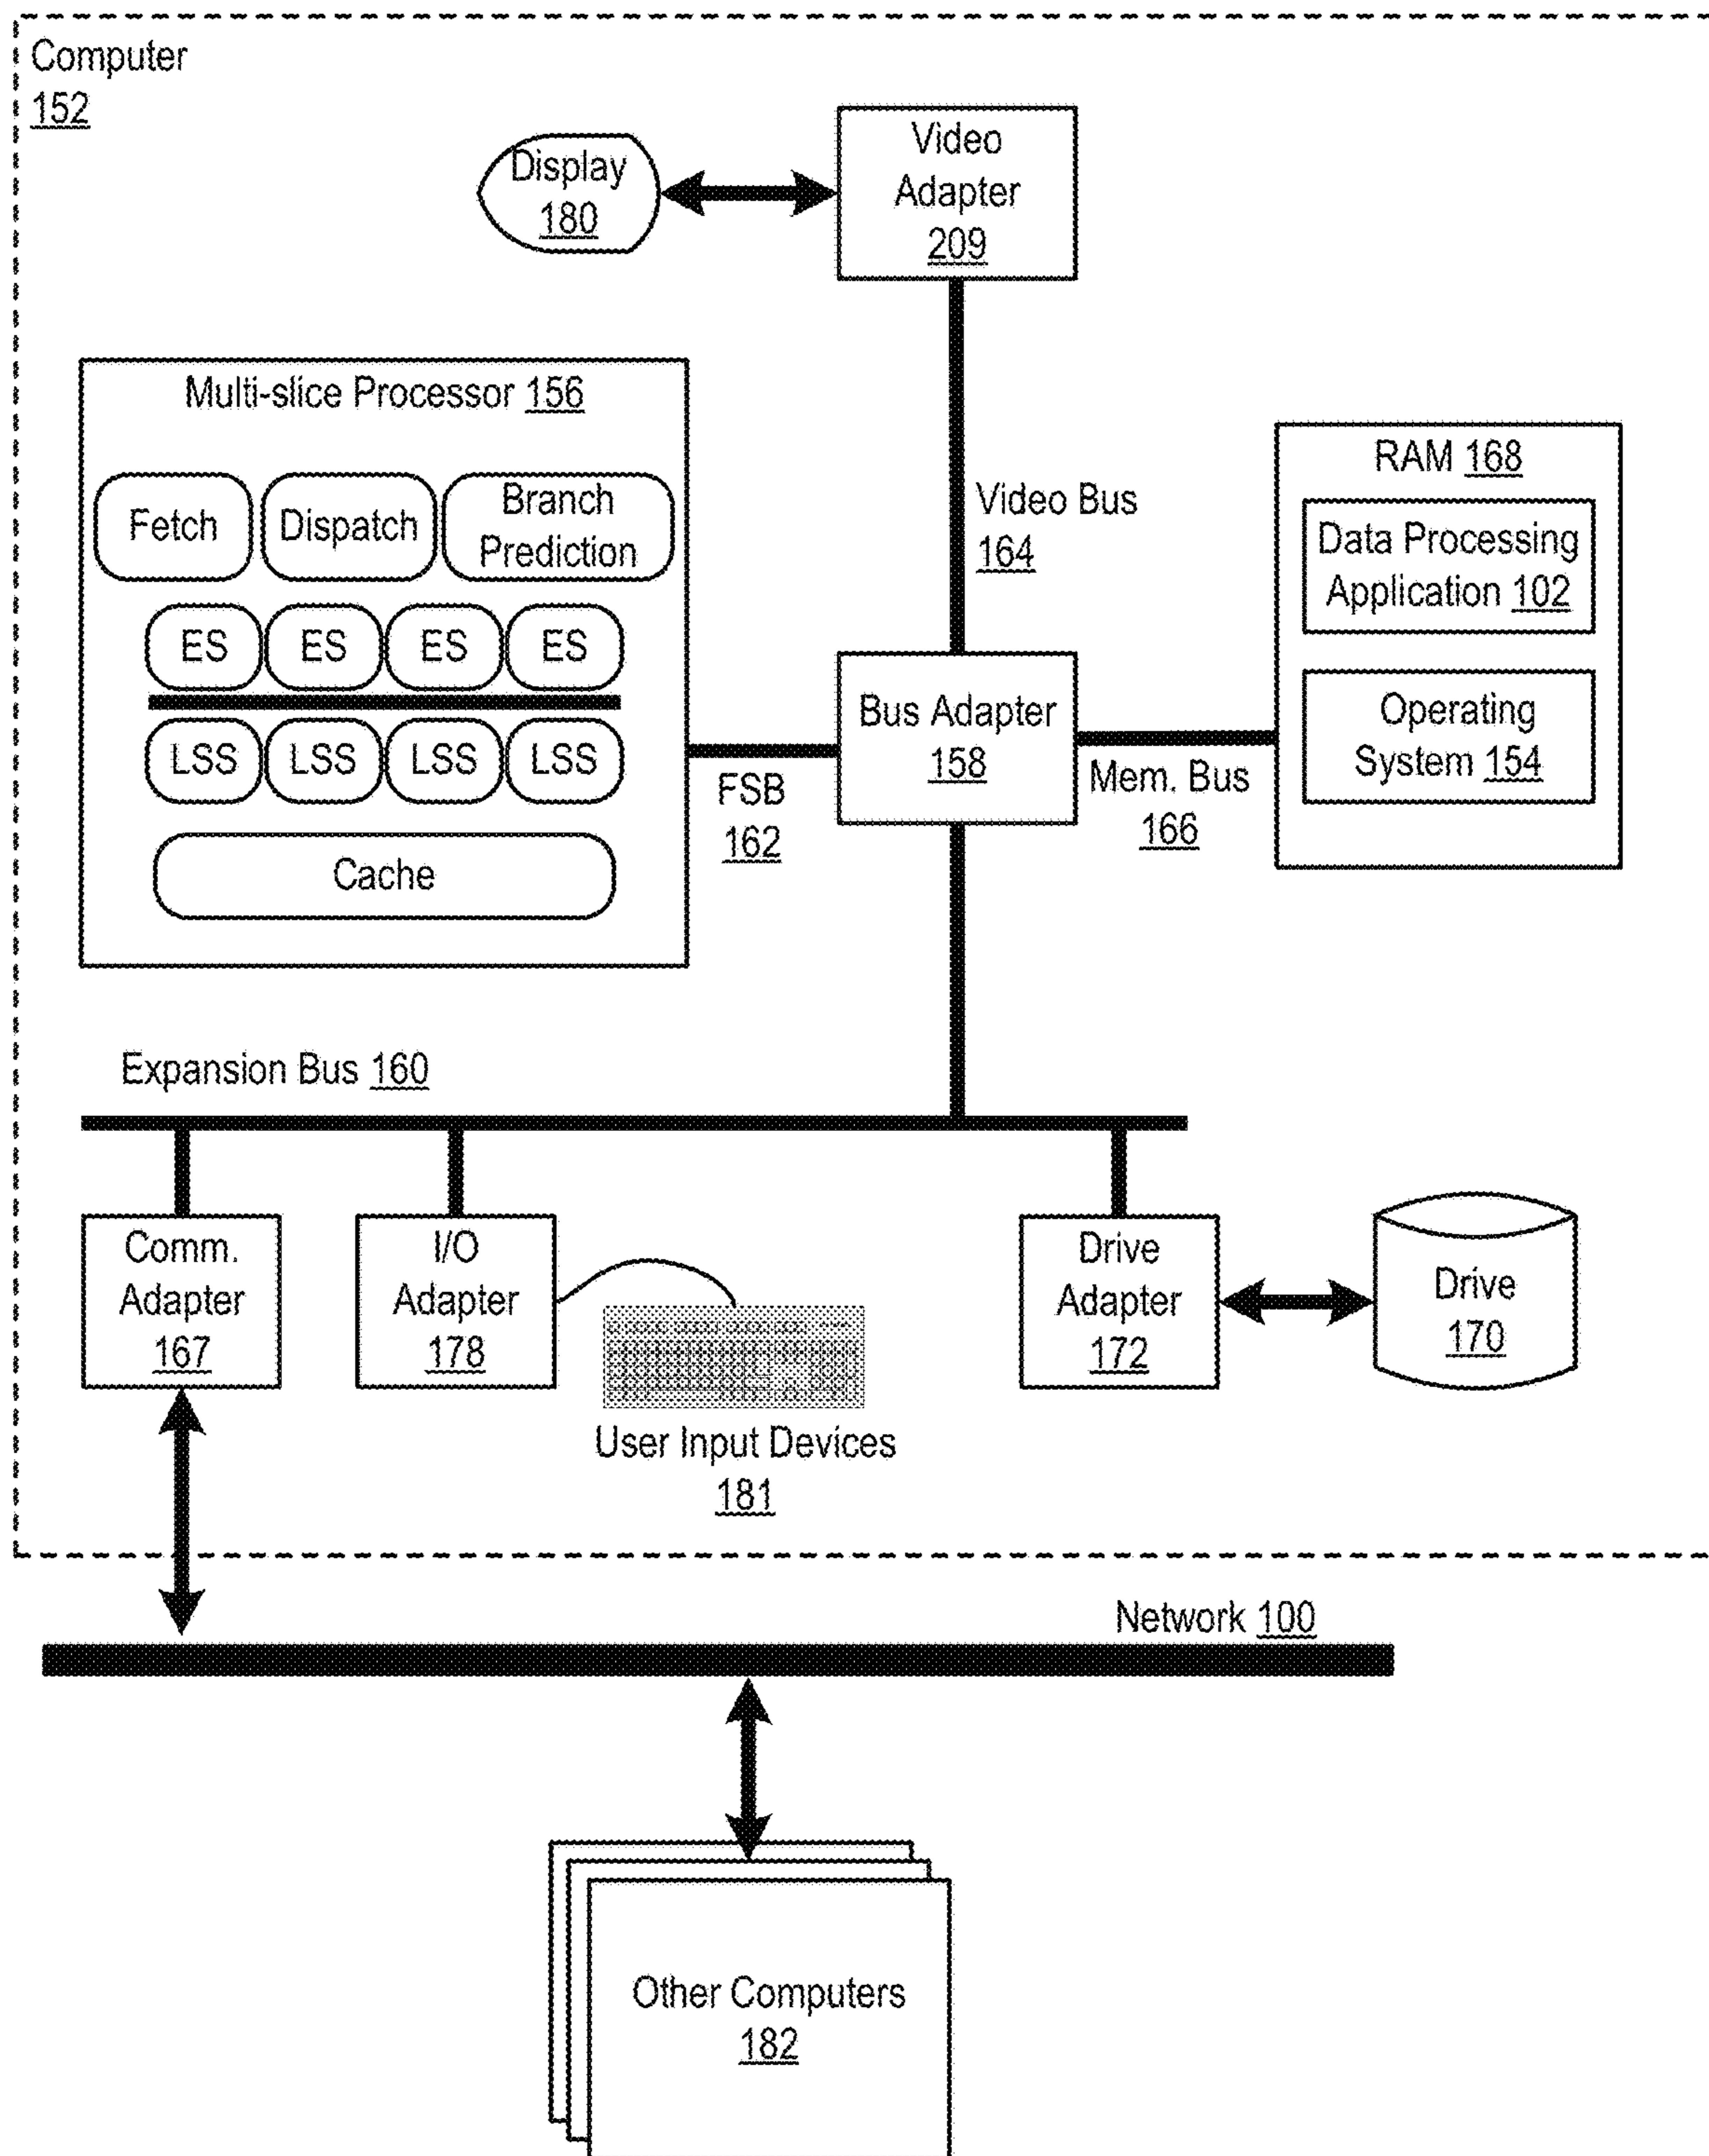 Computer
152
Display
180
Video
Adapter
209
Multi-slice Processor 156
Fetch
Dispatch
Branch
Prediction
ES
ES
ES
ES
LSS
LSS
LSS
LSS
Cache
FSB
162
Video Bus
164
Bus Adapter
158
Mem. Bus
166
RAM 168
Data Processing
Application 102
Operating
System 154
Expansion Bus 160
Comm.
Adapter
167
I/O
Adapter
178
User Input Devices
181
Drive
Adapter
172
Drive
170
Network 100
Other Computers
182